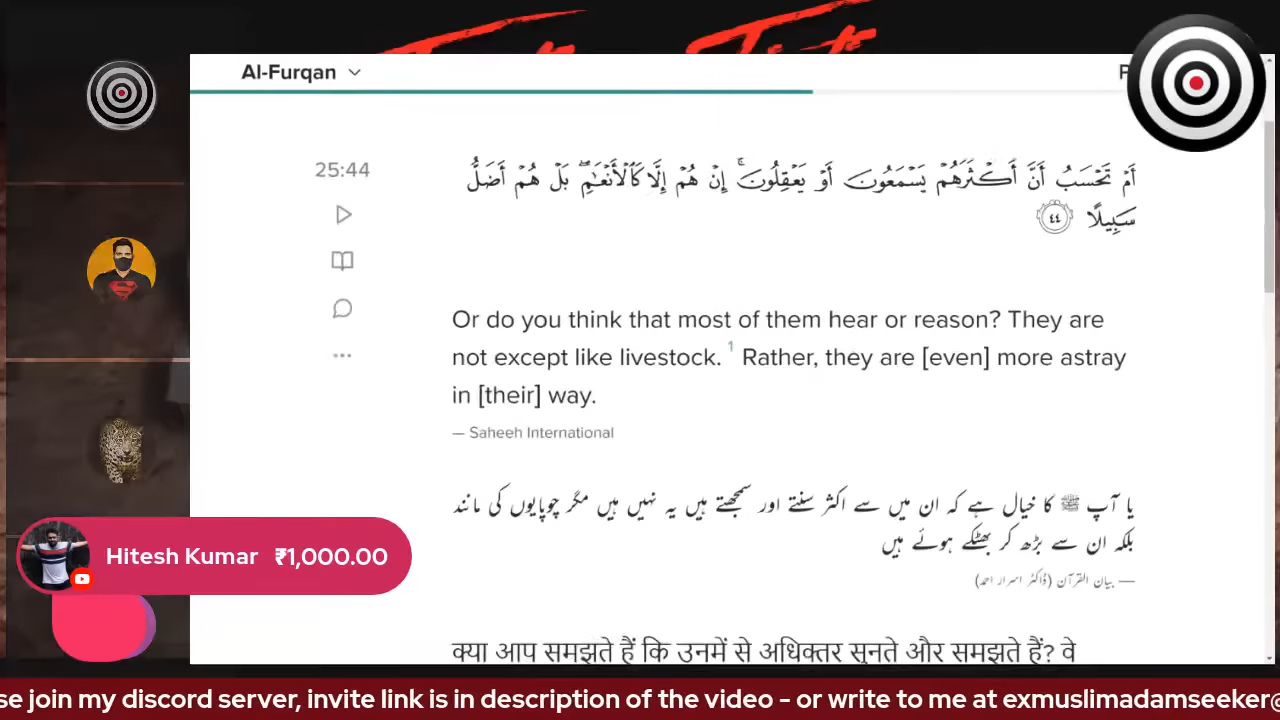 Al-Furqan
25:44
أَمۡ تَحۡسَبُ أَنَّ أَكۡثَرَهُمۡ يَسۡمَعُونَ أَوۡ يَعۡقِلُونَۚ إِنۡ هُمۡ إِلَّا كَٱلۡأَنۡعَٰمِ بَلۡ هُمۡ أَضَلُّ
سَبِيلًا ٤٤
Or do you think that most of them hear or reason? They are
not except like livestock. 1 Rather, they are [even] more astray
in [their] way.
— Saheeh International
یا آپ ﷺ کا خیال ہے کہ ان میں سے اکثر سنتے اور سمجھتے ہیں یہ نہیں ہیں مگر چوپایوں کی مانند
بلکہ ان سے بڑھ کر بھٹکے ہوئے ہیں
— بیان القرآن (ڈاکٹر اسرار احمد)
क्या आप समझते हैं कि उनमें से अधिक्तर सुनते और समझते हैं? वे
Hitesh Kumar ₹1,000.00
se join my discord server, invite link is in description of the video - or write to me at exmuslimadamseeker@